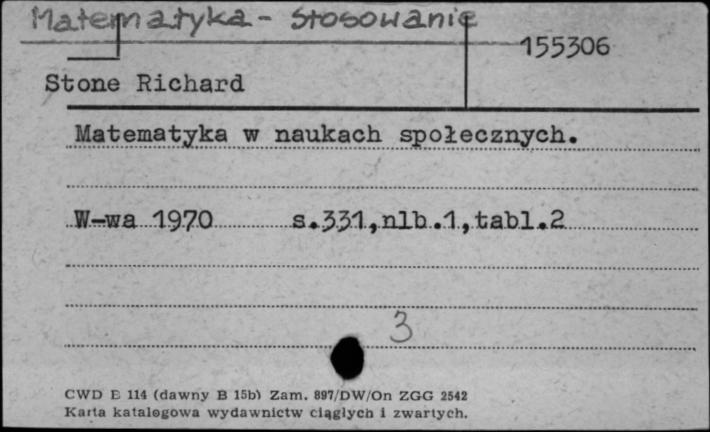 Matematyka - stosowanie
155306
Stone Richard
Matematyka w naukach społecznych.
W-wa 1970 s.331,nlb.1,tabl.2
3
CWD E 114 (dawny B 15b) Zam. 897/DW/On ZGG 2542
Karta katalogowa wydawnictw ciągłych i zwartych.